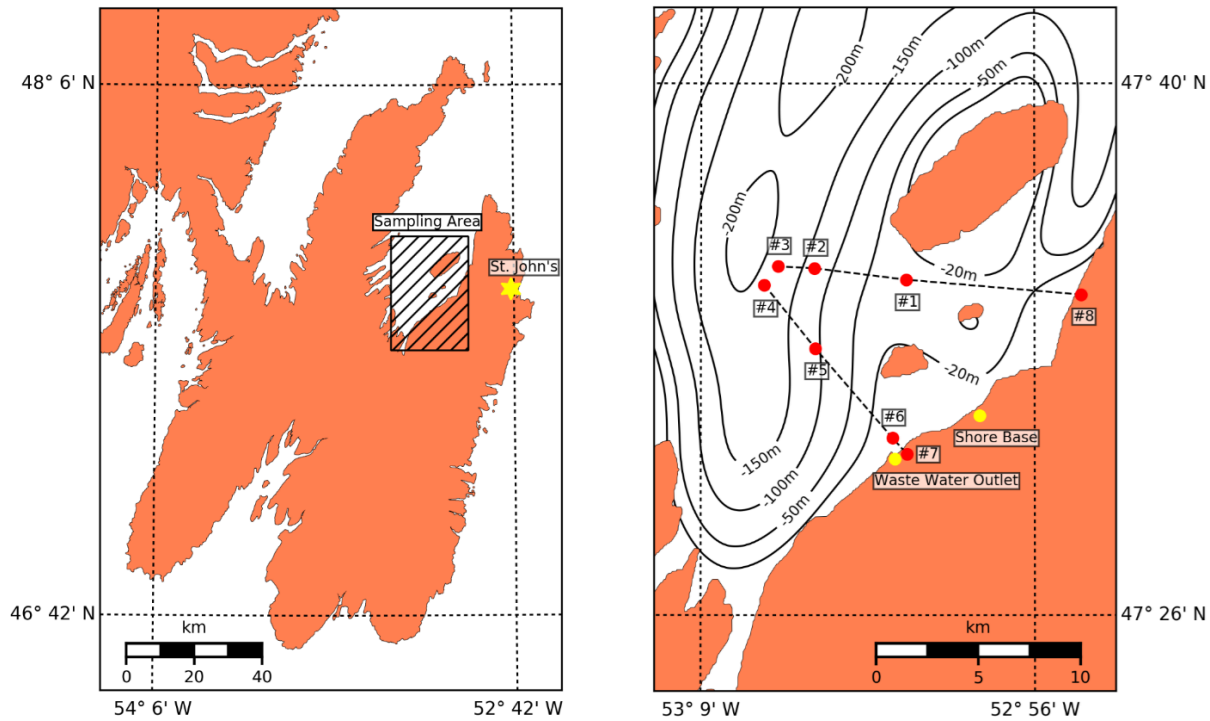 48° 6' N
Sampling Area
St. John's
46° 42' N
km
0 20 40
54° 6' W
52° 42' W
-200m
-150m
-100m
-50m
47° 40' N
-200m
#3
#2
-20m
#4
#1
#8
#5
-20m
#6
Shore Base
#7
-150m
Waste Water Outlet
-100m
-50m
47° 26' N
km
0 5 10
53° 9' W
52° 56' W